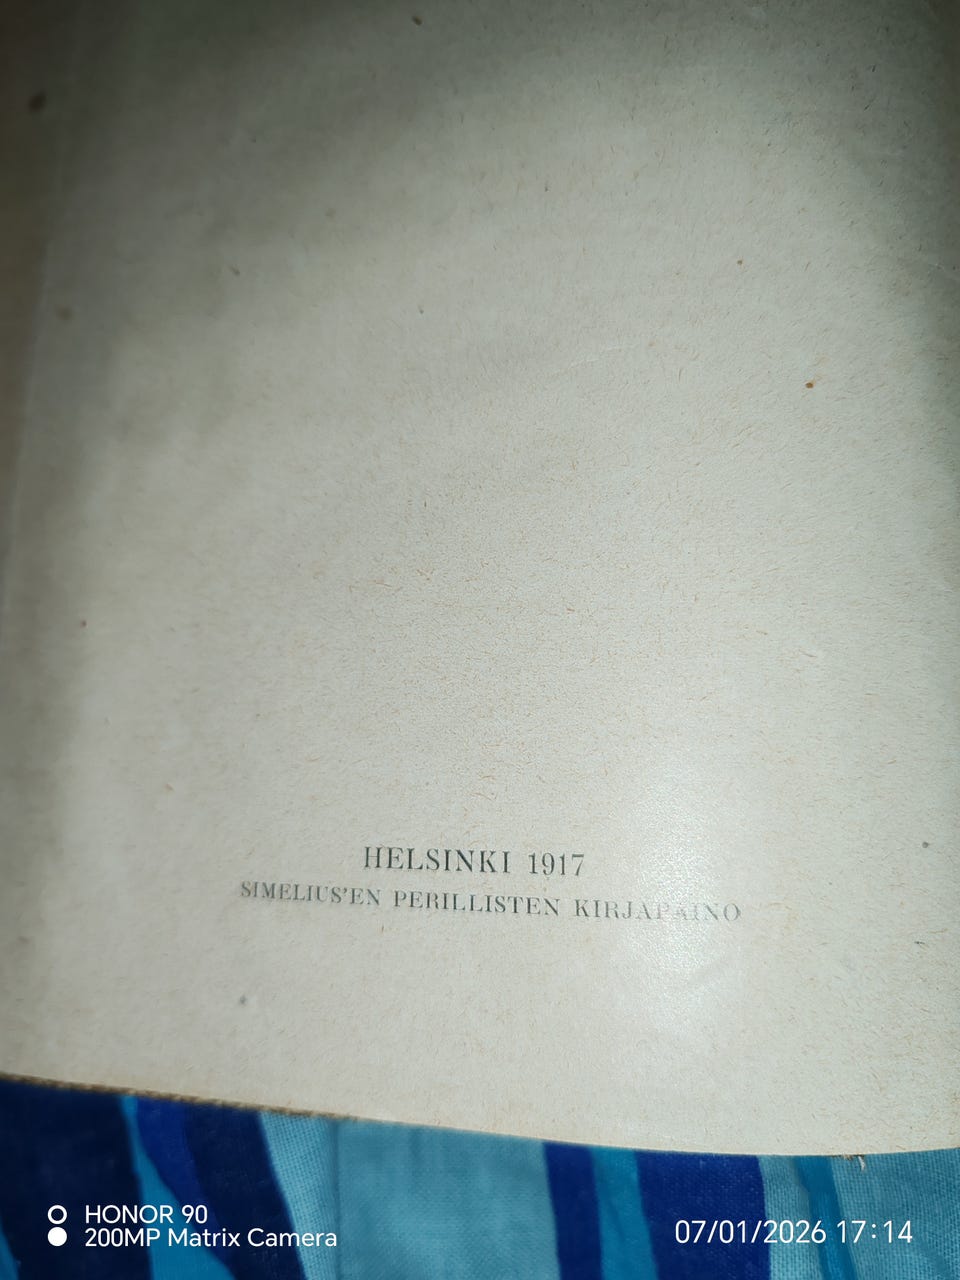 HELSINKI 1917
SIMELIUS'EN PERILLISTEN KIRJAPAINO
HONOR 90
200MP Matrix Camera
07/01/2026 17:14